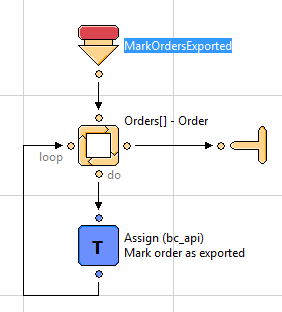 MarkOrdersExported
Orders[] - Order
loop
do
T
Assign (bc_api)
Mark order as exported